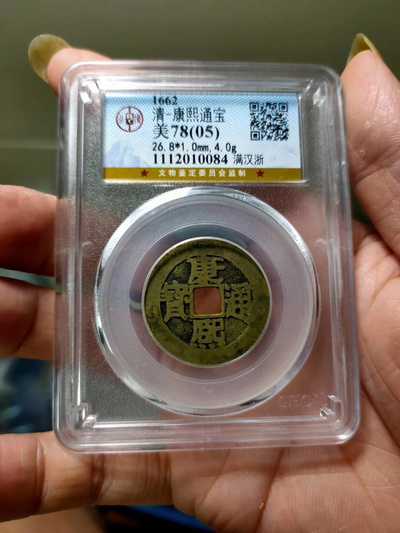 1662
清-康熙通宝
美78(05)
26.8*1.0mm,4.0g
1112010084 满汉浙
★ 文物鉴定委员会监制 ★
康熙通寶